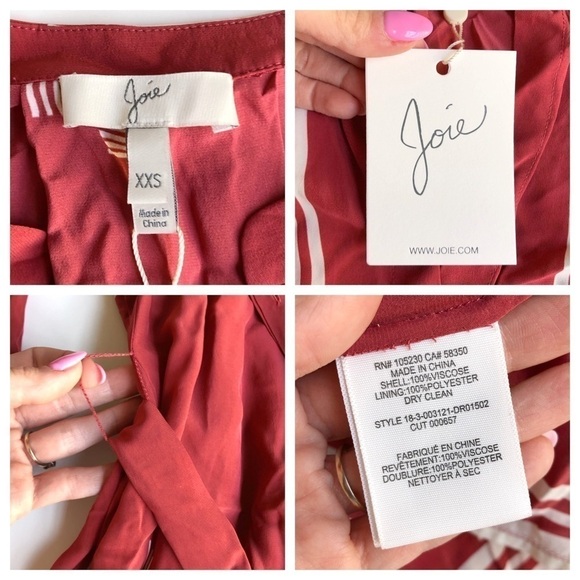 Joie
XXS
Made in
China
Joie
WWW.JOIE.COM
RN# 105230 CA# 58350
MADE IN CHINA
SHELL:100%VISCOSE
LINING:100%POLYESTER
DRY CLEAN
STYLE 18-3-003121-DR01502
CUT 000657
FABRIQUÉ EN CHINE
REVÊTEMENT:100%VISCOSE
DOUBLURE:100%POLYESTER
NETTOYER À SEC